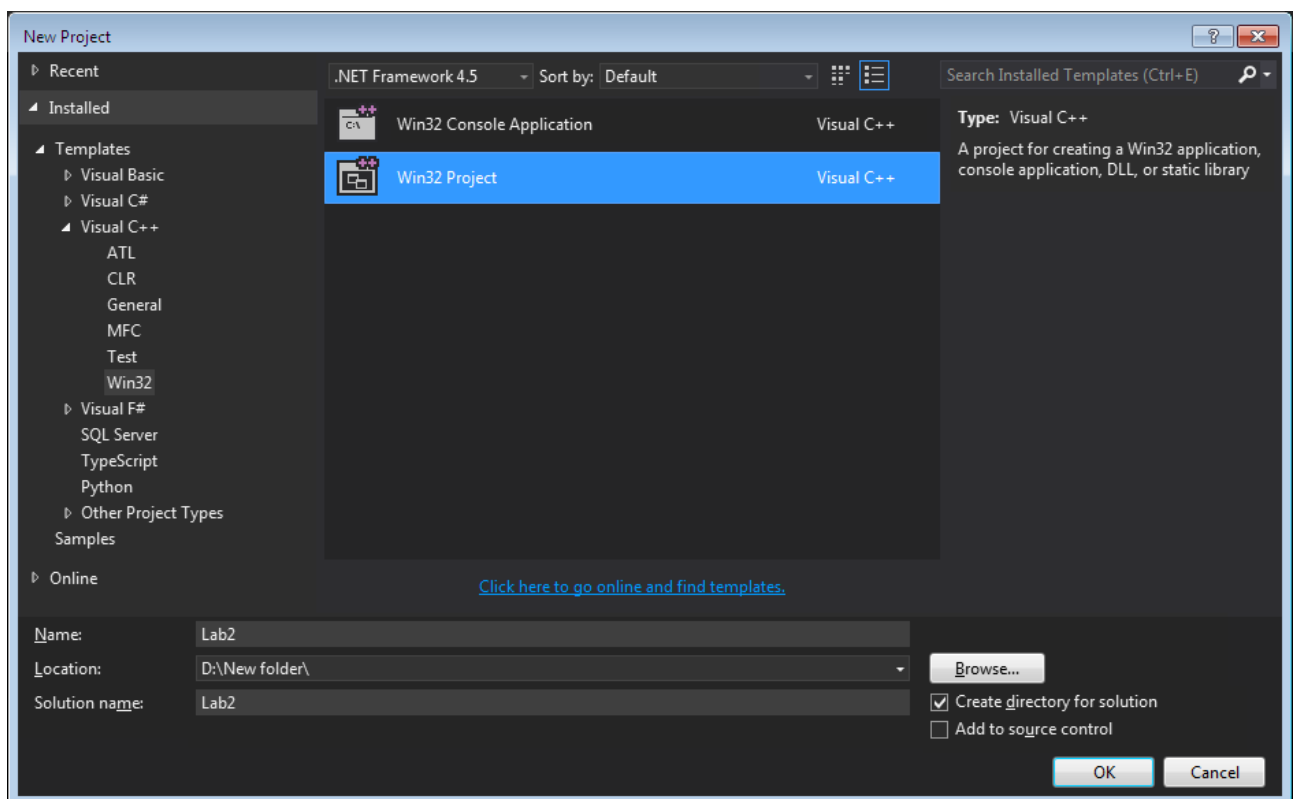 New Project
Recent
.NET Framework 4.5
Sort by: Default
Search Installed Templates (Ctrl+E)
Installed
Templates
Visual Basic
Visual C#
Visual C++
ATL
CLR
General
MFC
Test
Win32
Visual F#
SQL Server
TypeScript
Python
Other Project Types
Samples
Online
C:\
++
Win32 Console Application Visual C++
++
Win32 Project Visual C++
Type: Visual C++
A project for creating a Win32 application,
console application, DLL, or static library
Click here to go online and find templates.
Name: Lab2
Location: D:\New folder\
Browse...
Solution name: Lab2
Create directory for solution
Add to source control
OK Cancel